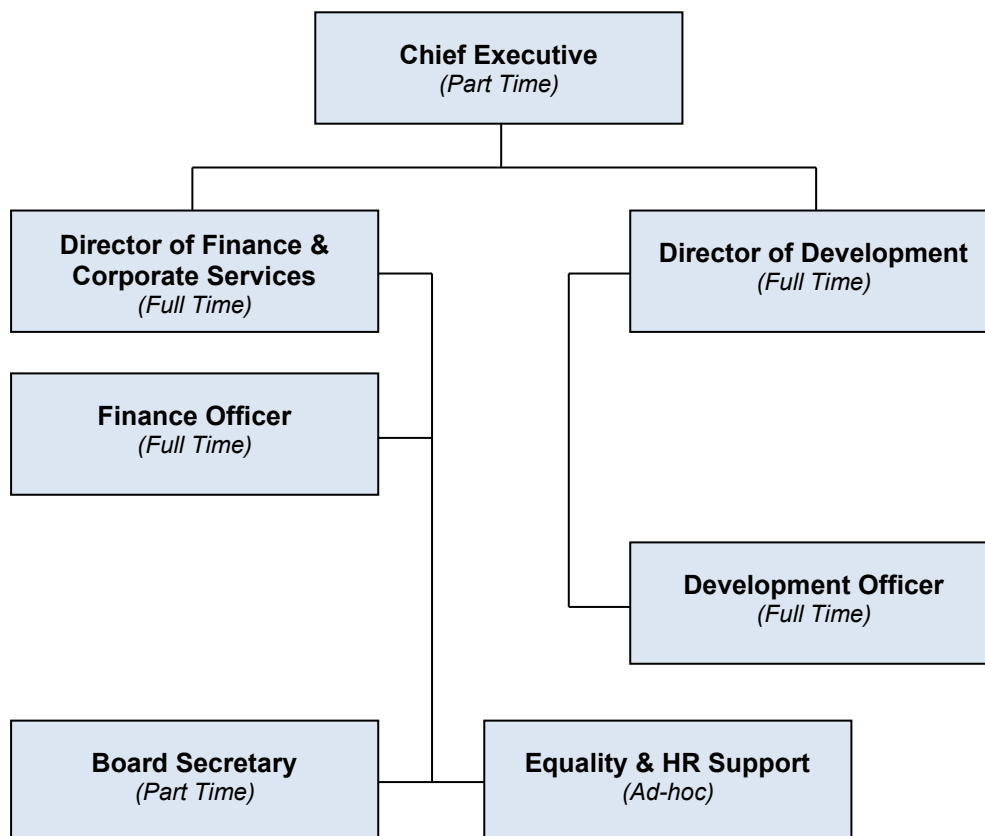 Chief Executive
(Part Time)
Director of Finance &
Corporate Services
(Full Time)
Director of Development
(Full Time)
Finance Officer
(Full Time)
Development Officer
(Full Time)
Board Secretary
(Part Time)
Equality & HR Support
(Ad-hoc)